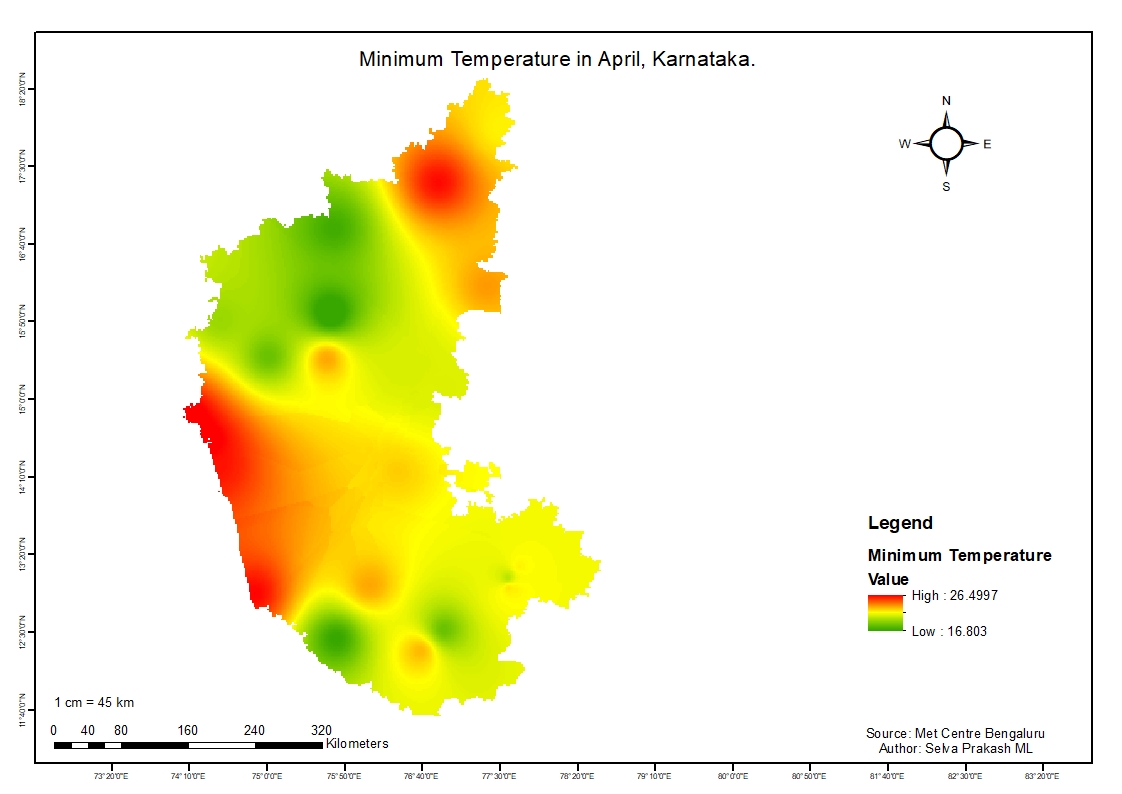 Minimum Temperature in April, Karnataka.
N
W E
S
18°20'0"N
17°30'0"N
16°40'0"N
15°50'0"N
15°0'0"N
14°10'0"N
13°20'0"N
12°30'0"N
11°40'0"N
Legend
Minimum Temperature
Value
High : 26.4997
Low : 16.803
1 cm = 45 km
0 40 80 160 240 320
Kilometers
Source: Met Centre Bengaluru
Author: Selva Prakash ML
73°20'0"E 74°10'0"E 75°0'0"E 75°50'0"E 76°40'0"E 77°30'0"E 78°20'0"E 79°10'0"E 80°0'0"E 80°50'0"E 81°40'0"E 82°30'0"E 83°20'0"E